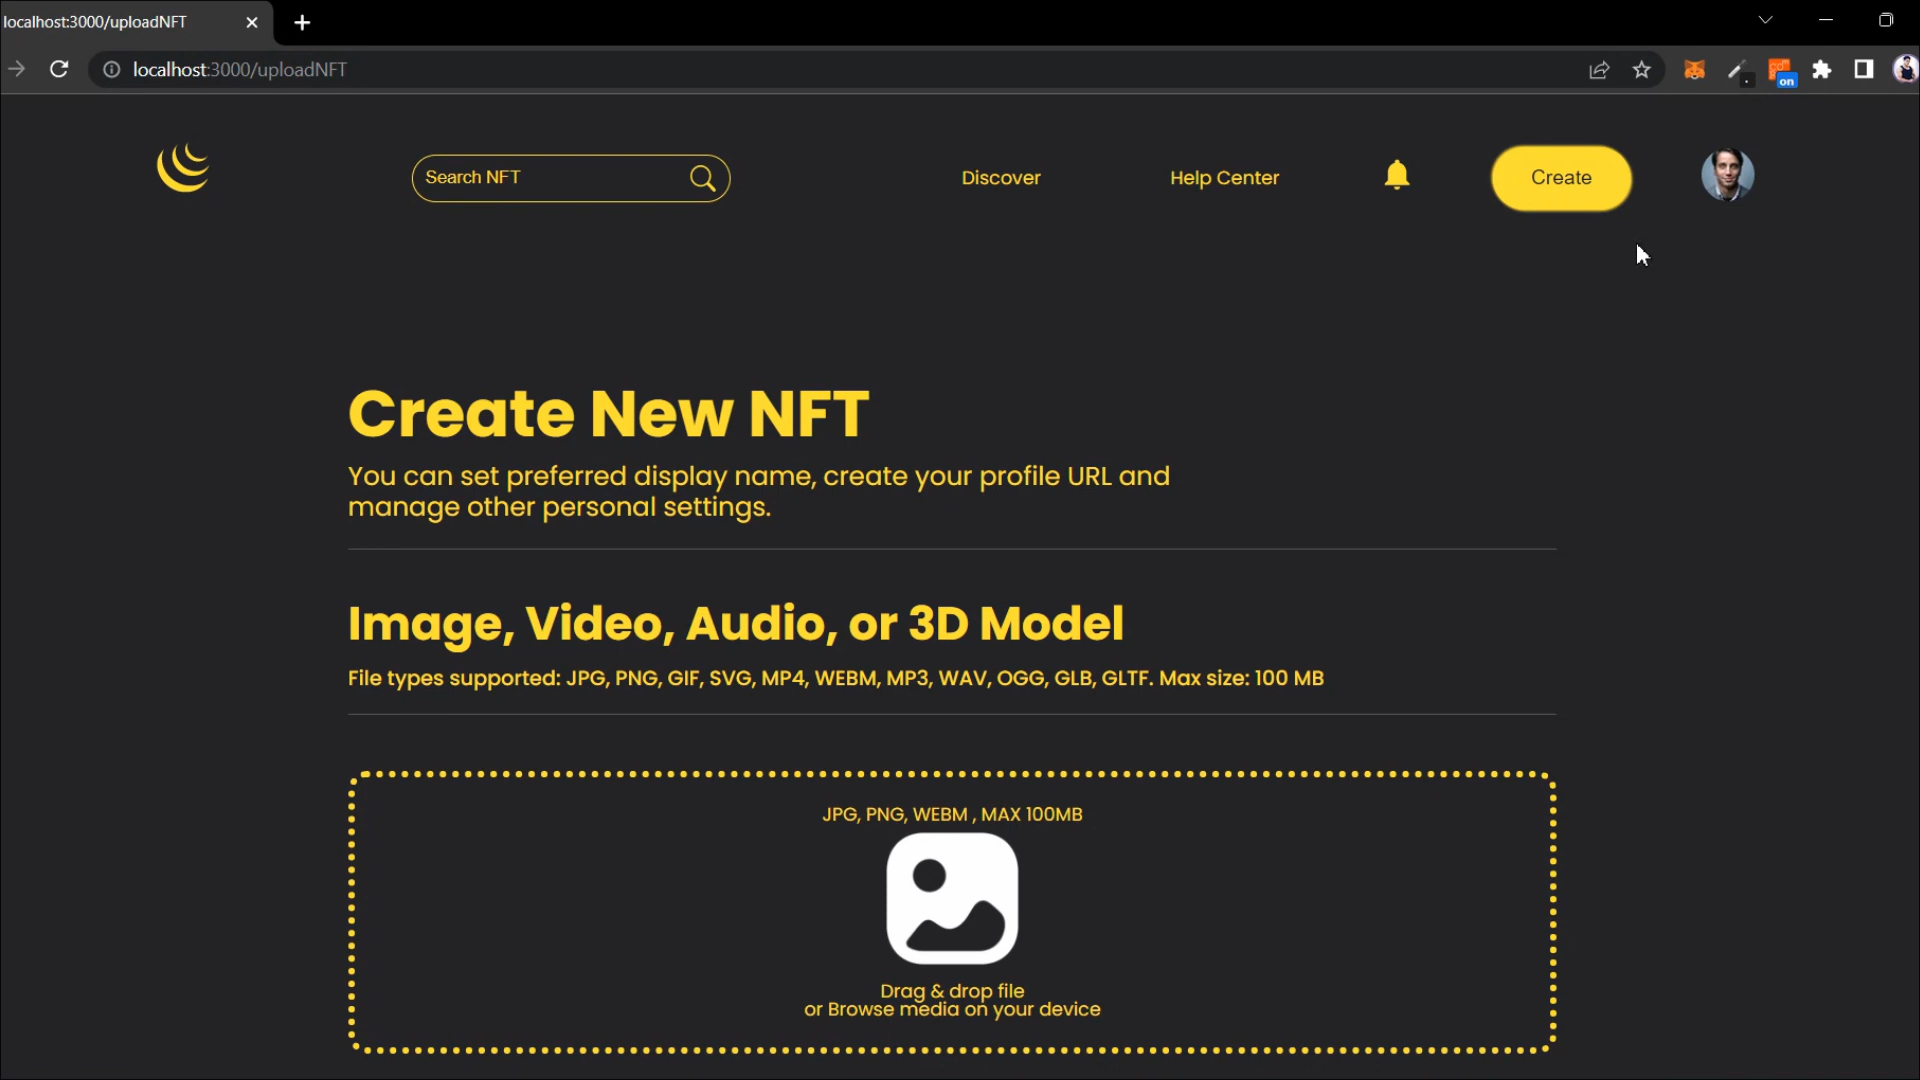 localhost:3000/uploadNFT
localhost:3000/uploadNFT
on
Search NFT
Discover
Help Center
Create
Create New NFT
You can set preferred display name, create your profile URL and
manage other personal settings.
Image, Video, Audio, or 3D Model
File types supported: JPG, PNG, GIF, SVG, MP4, WEBM, MP3, WAV, OGG, GLB, GLTF. Max size: 100 MB
JPG, PNG, WEBM , MAX 100MB
Drag & drop file
or Browse media on your device